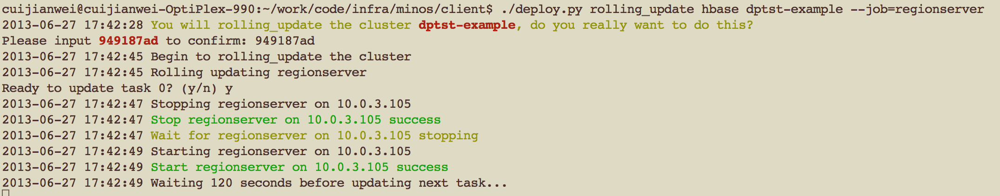 cuijianwei@cuijianwei-OptiPlex-990:~/work/code/infra/minos/client$ ./deploy.py rolling_update hbase dptst-example --job=regionserver
2013-06-27 17:42:28 You will rolling_update the cluster dptst-example, do you really want to do this?
Please input 949187ad to confirm: 949187ad
2013-06-27 17:42:45 Begin to rolling_update the cluster
2013-06-27 17:42:45 Rolling updating regionserver
Ready to update task 0? (y/n) y
2013-06-27 17:42:47 Stopping regionserver on 10.0.3.105
2013-06-27 17:42:47 Stop regionserver on 10.0.3.105 success
2013-06-27 17:42:47 Wait for regionserver on 10.0.3.105 stopping
2013-06-27 17:42:49 Starting regionserver on 10.0.3.105
2013-06-27 17:42:49 Start regionserver on 10.0.3.105 success
2013-06-27 17:42:49 Waiting 120 seconds before updating next task...